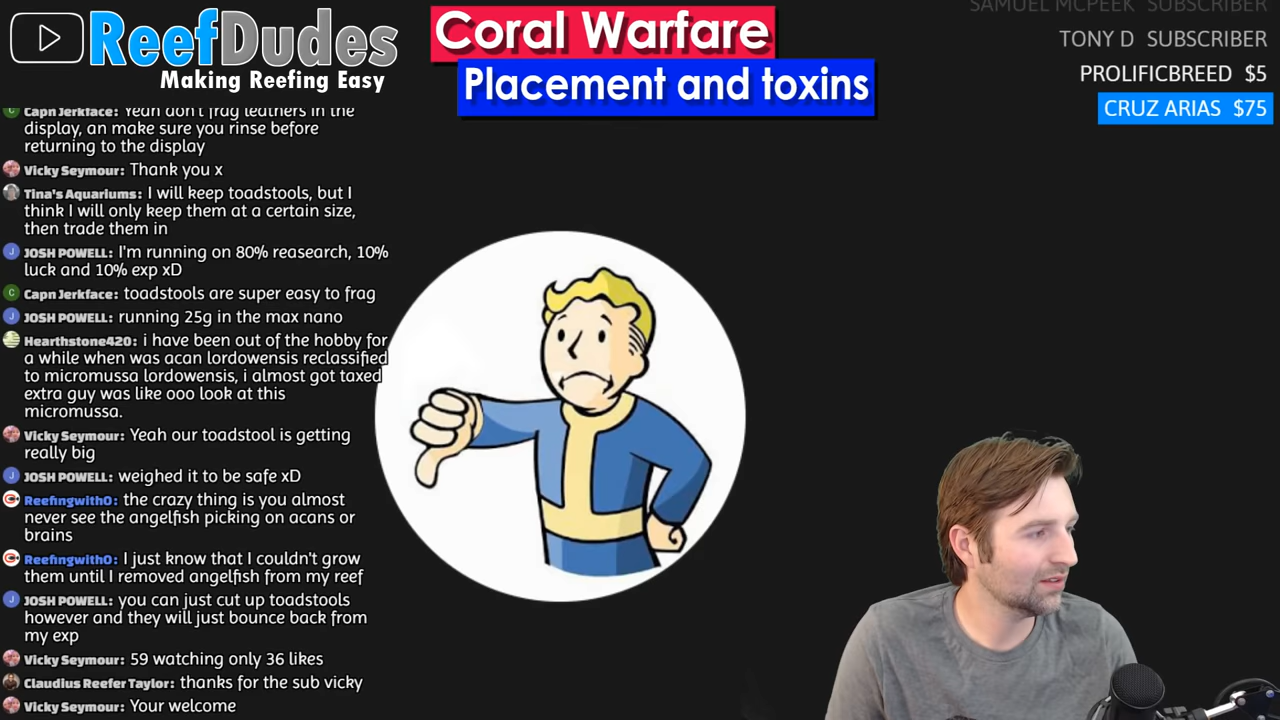 ReefDudes
Making Reefing Easy
Coral Warfare
Placement and toxins
SAMUEL MCPEEK SUBSCRIBER
TONY D SUBSCRIBER
PROLIFICBREED $5
CRUZ ARIAS $75
Capn Jerkface: Yeah don't frag leathers in the
display, an make sure you rinse before
returning to the display
Vicky Seymour: Thank you x
Tina's Aquariums: I will keep toadstools, but I
think I will only keep them at a certain size,
then trade them in
JOSH POWELL: I'm running on 80% reasearch, 10%
luck and 10% exp xD
Capn Jerkface: toadstools are super easy to frag
JOSH POWELL: running 25g in the max nano
Hearthstone420: i have been out of the hobby for
a while when was acan lordowensis reclassified
to micromussa lordowensis, i almost got taxed
extra guy was like ooo look at this
micromussa.
Vicky Seymour: Yeah our toadstool is getting
really big
JOSH POWELL: weighed it to be safe xD
ReefingwithO: the crazy thing is you almost
never see the angelfish picking on acans or
brains
ReefingwithO: I just know that I couldn't grow
them until I removed angelfish from my reef
JOSH POWELL: you can just cut up toadstools
however and they will just bounce back from
my exp
Vicky Seymour: 59 watching only 36 likes
Claudius Reefer Taylor: thanks for the sub vicky
Vicky Seymour: Your welcome